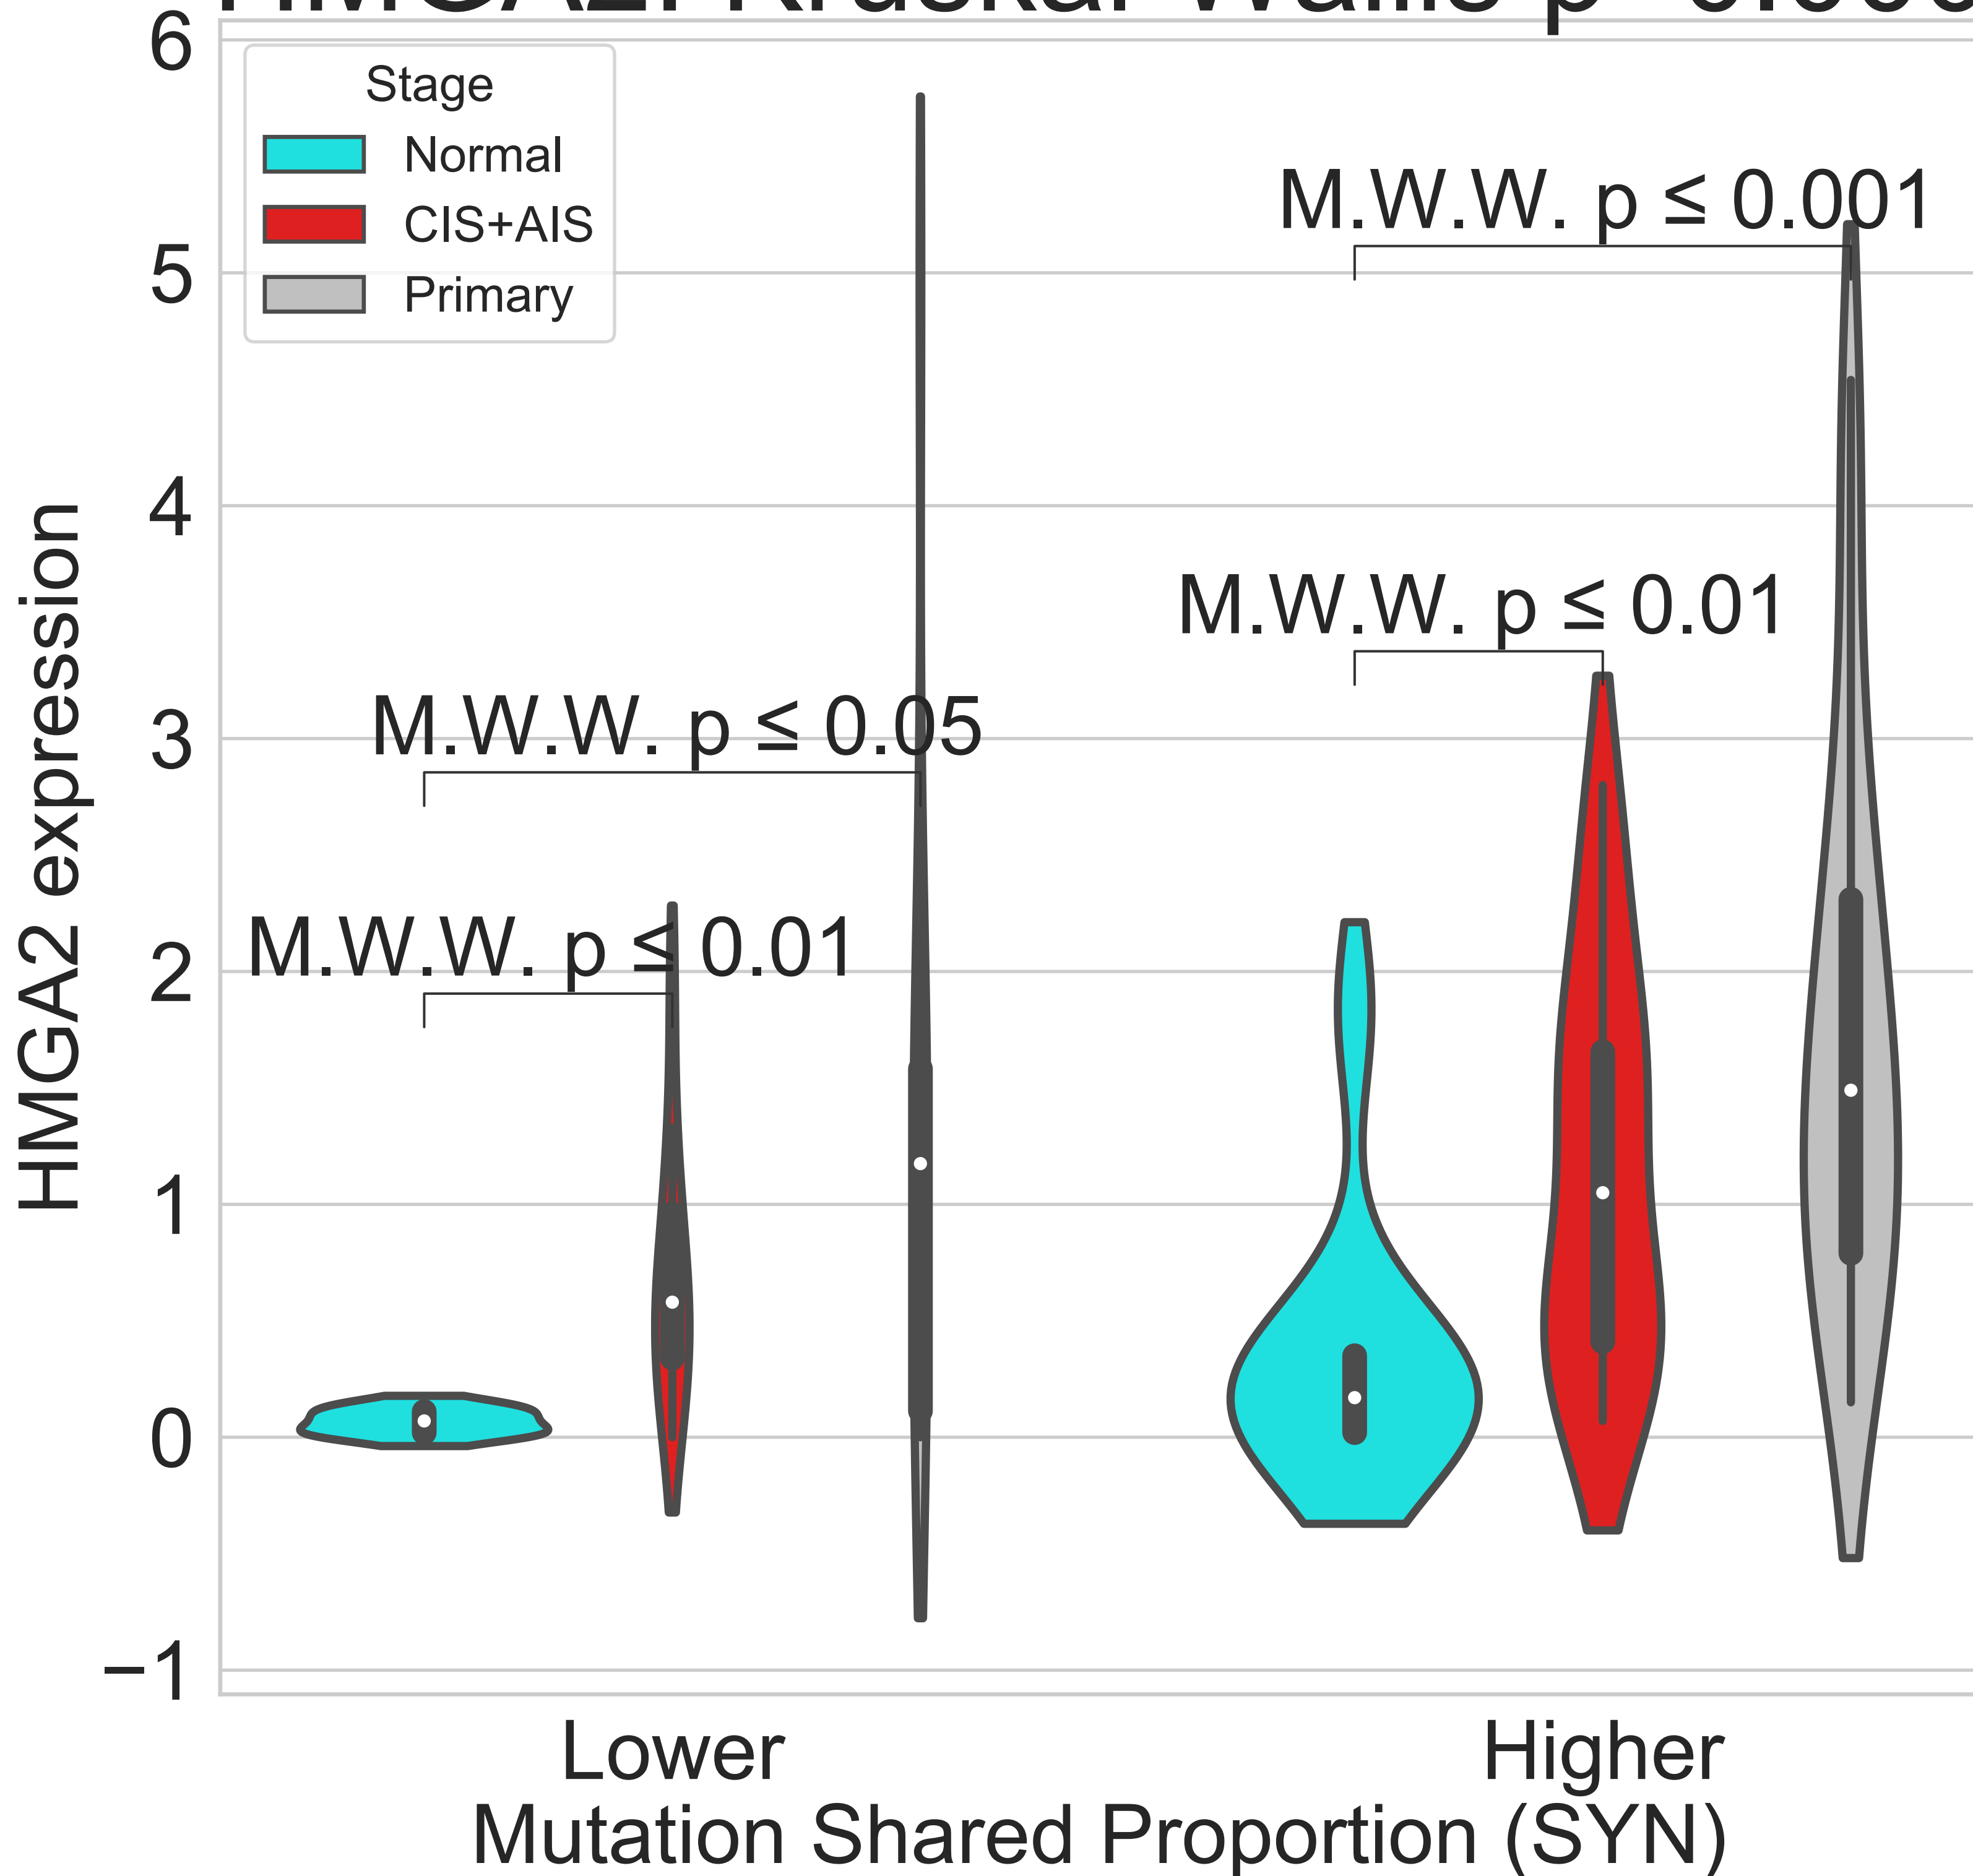 6
Stage
Normal
CIS+AIS
Primary
M.W.W. p ≤ 0.001
5
4
M.W.W. p ≤ 0.01
M.W.W. p ≤ 0.05
3
M.W.W. p ≤ 0.01
2
1
0
−1
HMGA2 expression
Lower
Higher
Mutation Shared Proportion (SYN)